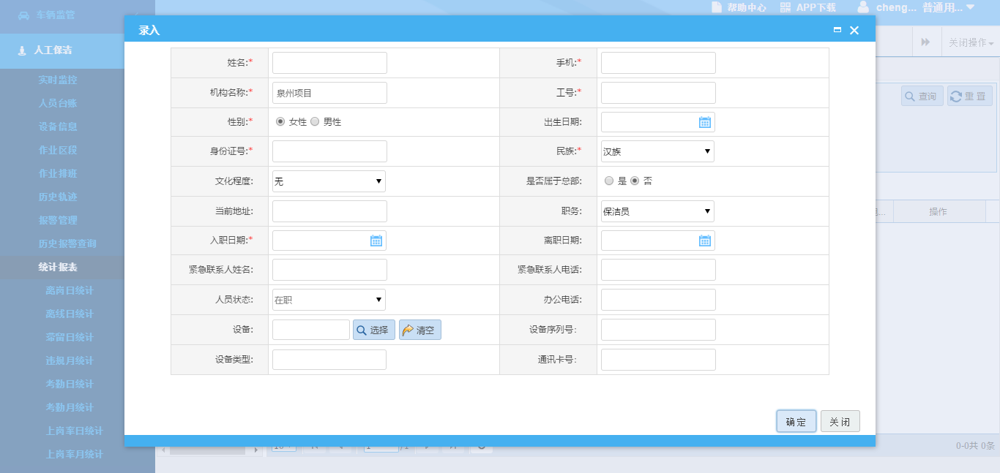 车辆监管
帮助中心 APP下载 cheng... 普通用...
录入
人工保洁
关闭操作
实时监控
人员台账
设备信息
作业区段
作业排班
历史轨迹
报警管理
历史报警查询
统计报表
离岗日统计
离线日统计
滞留日统计
违规月统计
考勤日统计
考勤月统计
上岗率日统计
上岗率月统计
姓名:* 手机:*
机构名称:* 泉州项目 工号:*
性别:* 女性 男性 出生日期:
身份证号:* 民族:* 汉族
文化程度: 无 是否属于总部: 是 否
当前地址: 职务: 保洁员
入职日期:* 离职日期:
紧急联系人姓名: 紧急联系人电话:
人员状态: 在职 办公电话:
设备: 选择 清空 设备序列号:
设备类型: 通讯卡号:
确定 关闭
查询 重置
操作
0-0共 0条